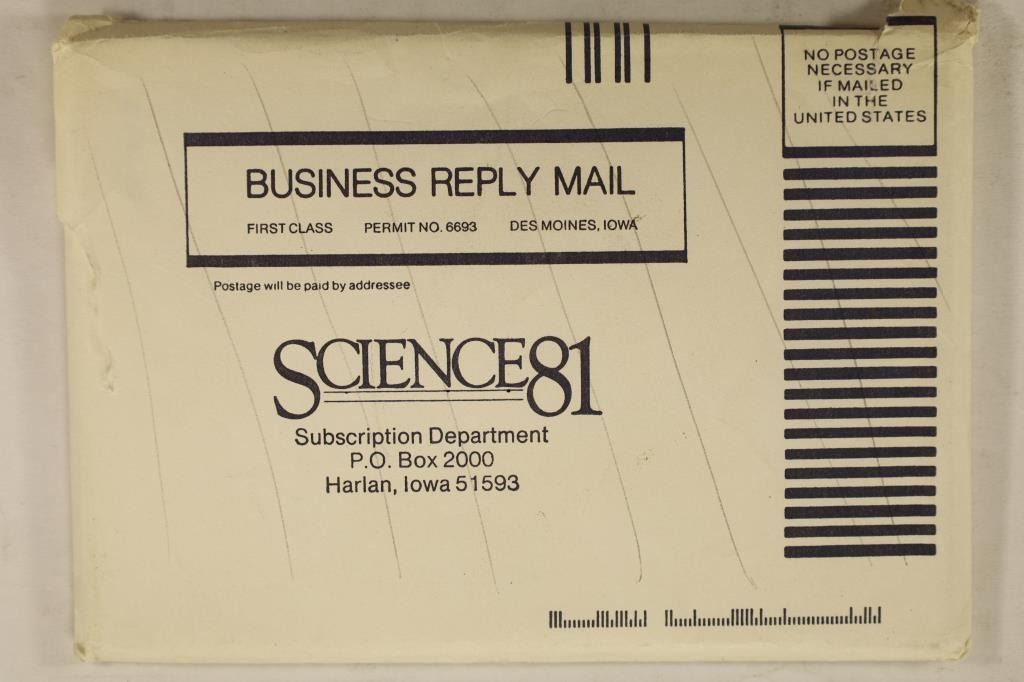 NO POSTAGE
NECESSARY
IF MAILED
IN THE
UNITED STATES
BUSINESS REPLY MAIL
FIRST CLASS PERMIT NO. 6693 DES MOINES, IOWA
Postage will be paid by addressee
SCIENCE81
Subscription Department
P.O. Box 2000
Harlan, Iowa 51593